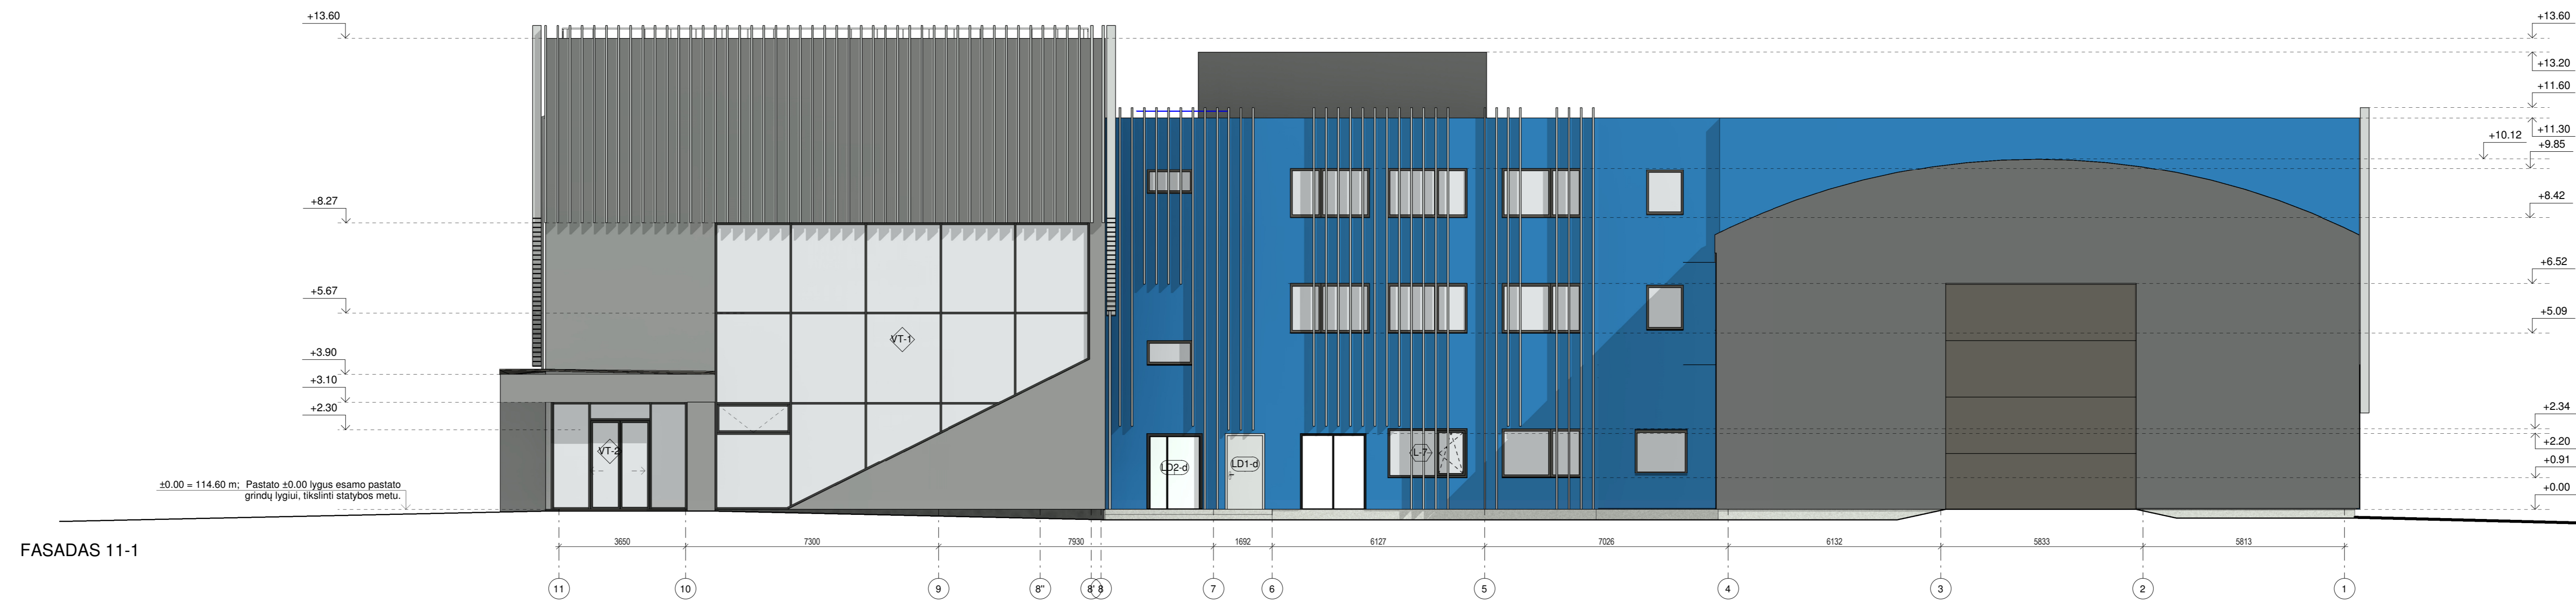 +13.60
+8.27
+5.67
+3.90
+3.10
+2.30
±0.00 = 114.60 m; Pastato ±0.00 lygus esamo pastato
grindų lygiui, tikslinti statybos metu.
VT-1
VT-2
LD2-d
LD1-d
L-7
+13.60
+13.20
+11.60
+11.30
+10.12
+9.85
+8.42
+6.52
+5.09
+2.34
+2.20
+0.91
+0.00
FASADAS 11-1
3650 7300 7930 1692 6127 7026 6132 5833 5813
11 10 9 8" 8' 8 7 6 5 4 3 2 1